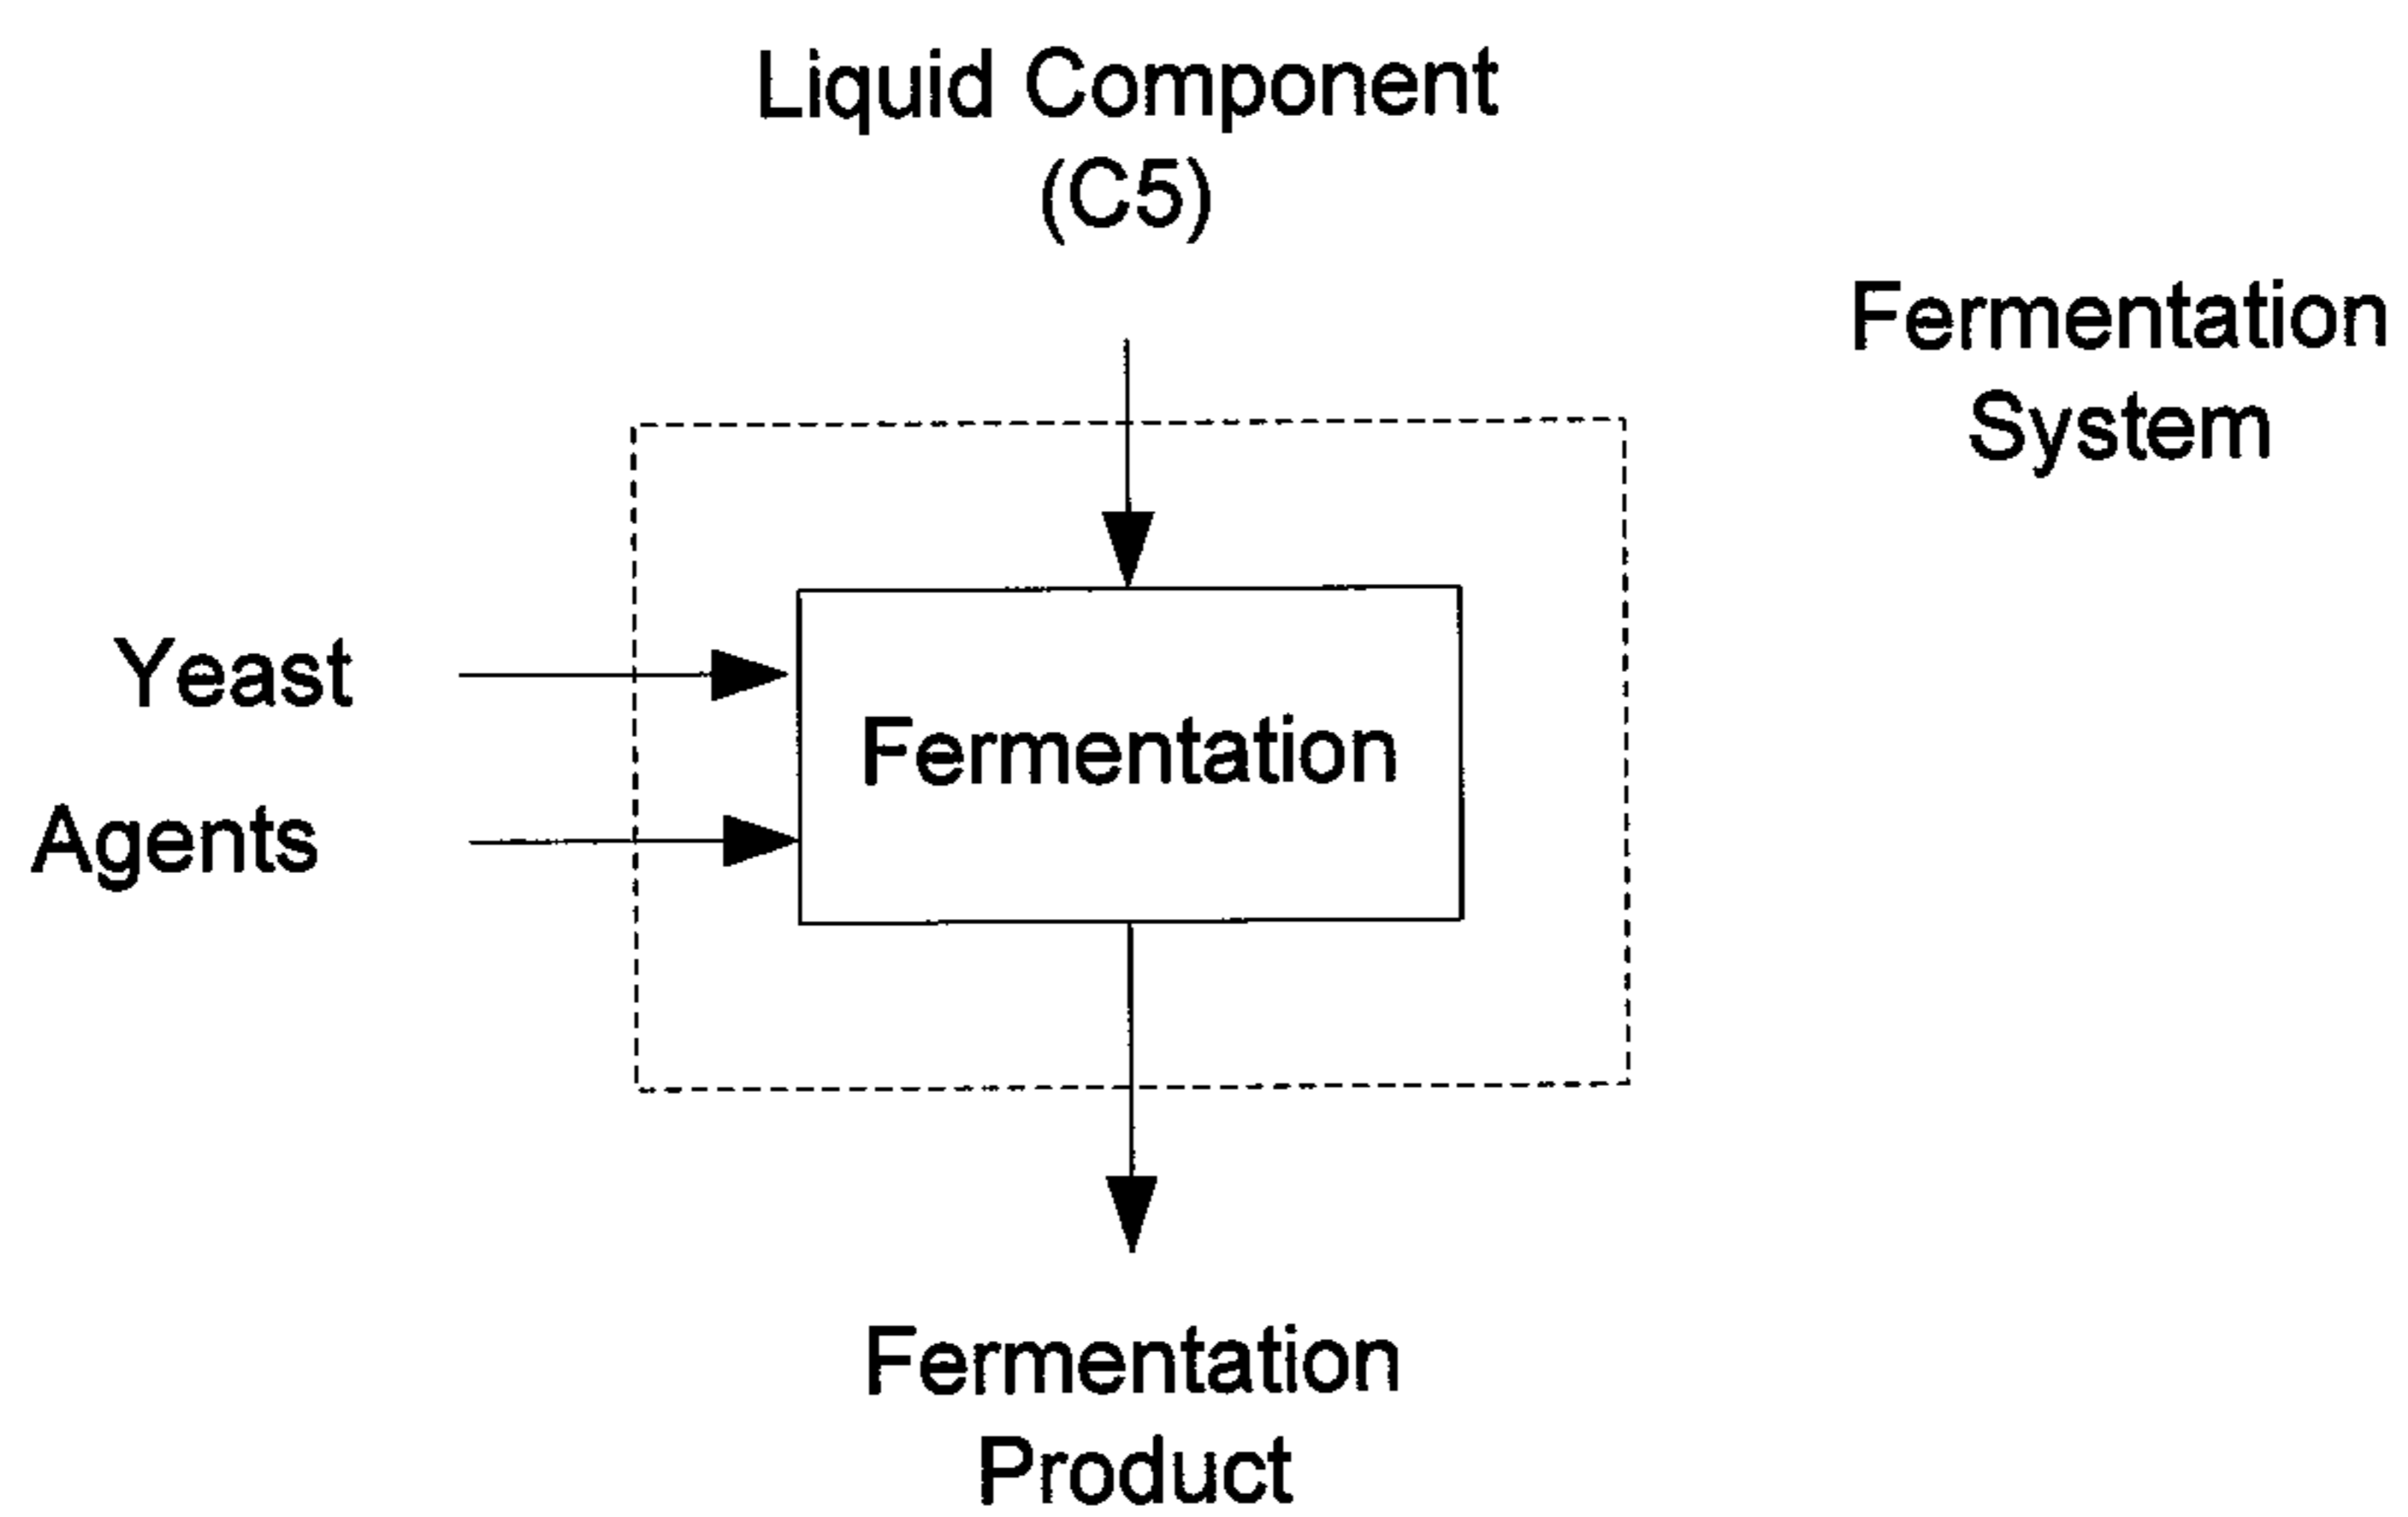 Liquid Component
(C5)
Fermentation
System
Yeast
Fermentation
Agents
Fermentation
Product